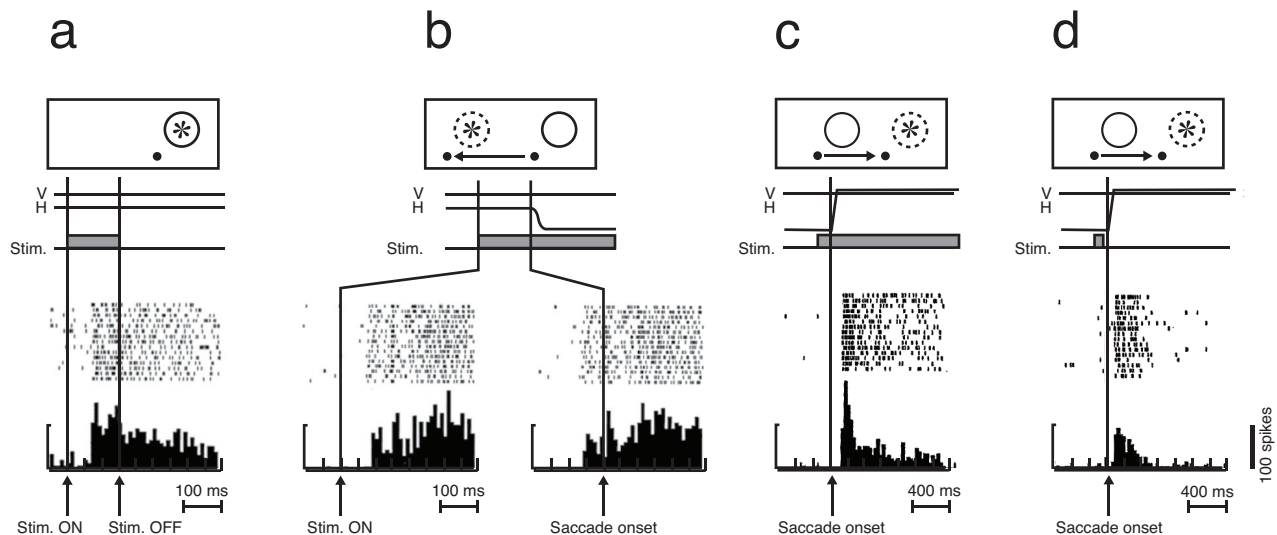 a
b
c
d
V
H
Stim.
V
H
Stim.
V
H
Stim.
V
H
Stim.
100 ms
100 ms
400 ms
400 ms
100 spikes
Stim. ON
Stim. OFF
Stim. ON
Saccade onset
Saccade onset
Saccade onset